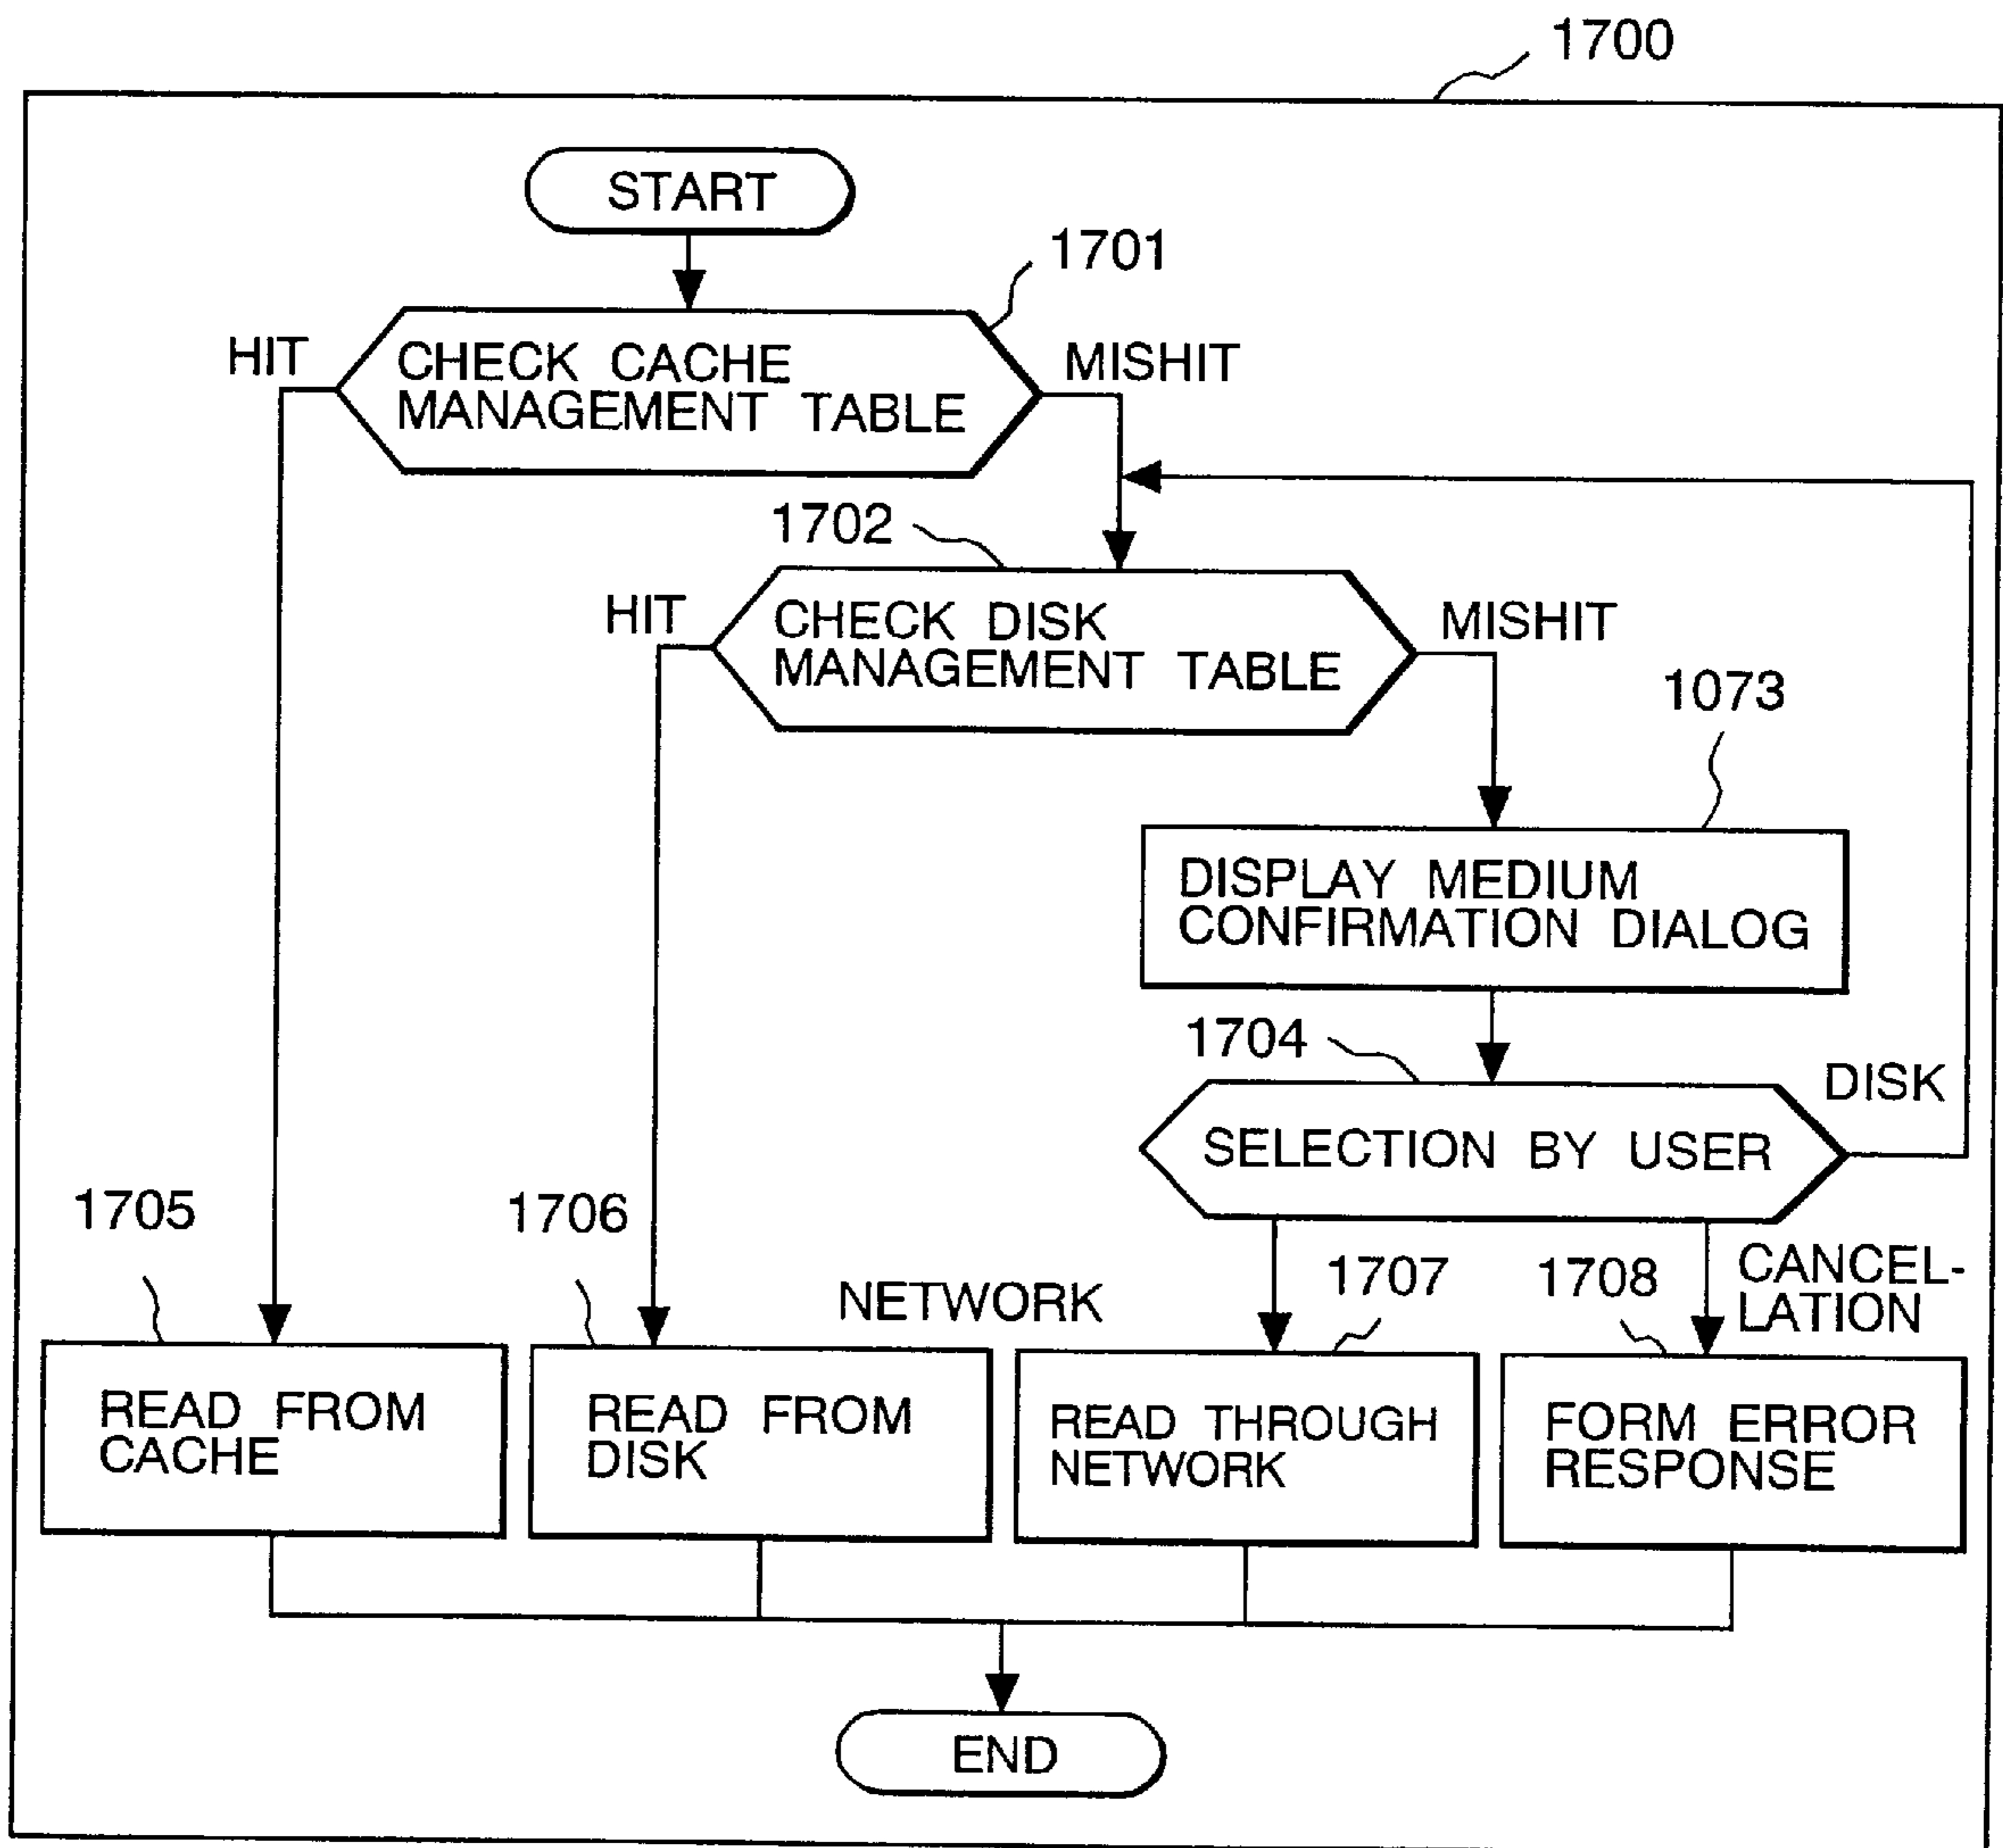 1700
START
1701
HIT
CHECK CACHE
MANAGEMENT TABLE
MISHIT
1702
HIT
CHECK DISK
MANAGEMENT TABLE
MISHIT
1073
DISPLAY MEDIUM
CONFIRMATION DIALOG
1704
DISK
SELECTION BY USER
1705
1706
NETWORK
1707
1708
CANCEL-
LATION
READ FROM
CACHE
READ FROM
DISK
READ THROUGH
NETWORK
FORM ERROR
RESPONSE
END